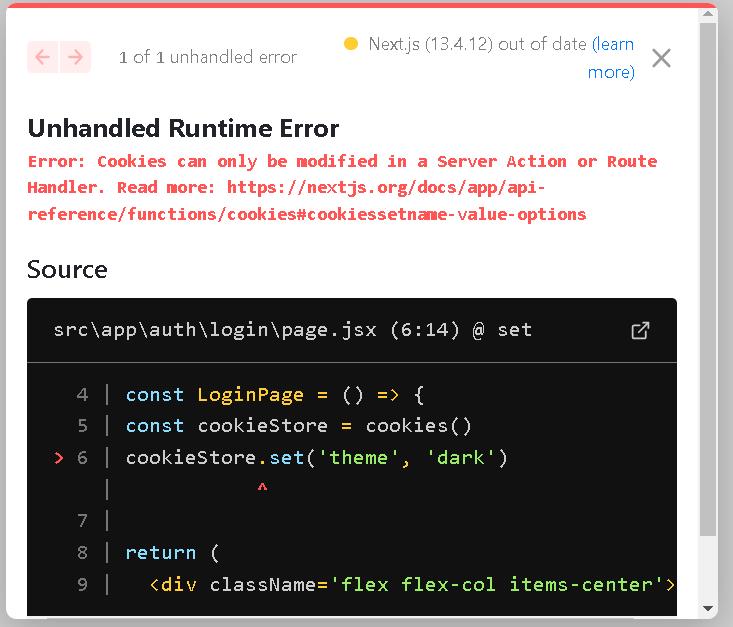 1 of 1 unhandled error
Next.js (13.4.12) out of date (learn
more)
Unhandled Runtime Error
Error: Cookies can only be modified in a Server Action or Route
Handler. Read more: https://nextjs.org/docs/app/api-
reference/functions/cookies#cookiessetname-value-options
Source
src\app\auth\login\page.jsx (6:14) @ set
4 | const LoginPage = () => {
5 | const cookieStore = cookies()
> 6 | cookieStore.set('theme', 'dark')
| ^
7 |
8 | return (
9 | <div className='flex flex-col items-center'>